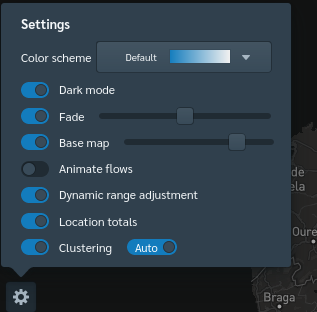 Settings
Color scheme Default
Dark mode
Fade
Base map
Animate flows
Dynamic range adjustment
Location totals
Clustering Auto
de
ela
Oure
Braga